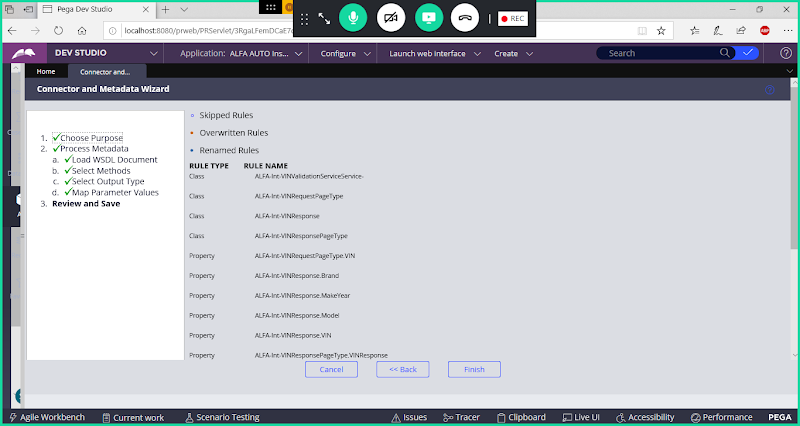 Pega Dev Studio
localhost:8080/prweb/PRServlet/3RgaLFemDCaE7
REC
DEV STUDIO
Application: ALFA AUTO Ins...
Configure
Launch web interface
Create
Search
Home
Connector and...
Connector and Metadata Wizard
1. Choose Purpose
2. Process Metadata
a. Load WSDL Document
b. Select Methods
c. Select Output Type
d. Map Parameter Values
3. Review and Save
Skipped Rules
Overwritten Rules
Renamed Rules
RULE TYPE RULE NAME
Class ALFA-Int-VINValidationServiceService-
Class ALFA-Int-VINRequestPageType
Class ALFA-Int-VINResponse
Class ALFA-Int-VINResponsePageType
Property ALFA-Int-VINRequestPageType.VIN
Property ALFA-Int-VINResponse.Brand
Property ALFA-Int-VINResponse.MakeYear
Property ALFA-Int-VINResponse.Model
Property ALFA-Int-VINResponse.VIN
Property ALFA-Int-VINResponsePageType.VINResponse
Cancel
<< Back
Finish
Agile Workbench
Current work
Scenario Testing
Issues
Tracer
Clipboard
Live UI
Accessibility
Performance
PEGA